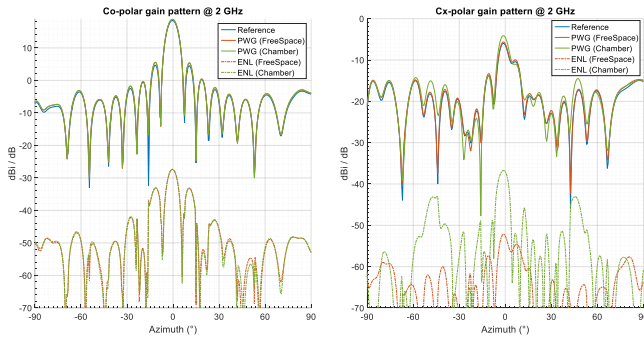 Co-polar gain pattern @ 2 GHz
20
10
0
-10
-20
-30
-40
-50
-60
-70
dBi / dB
-90
-60
-30
0
30
60
90
Azimuth (°)
Reference
PWG (FreeSpace)
PWG (Chamber)
ENL (FreeSpace)
ENL (Chamber)
Cx-polar gain pattern @ 2 GHz
0
-10
-20
-30
-40
-50
-60
-70
dBi / dB
-90
-60
-30
0
30
60
90
Azimuth (°)
Reference
PWG (FreeSpace)
PWG (Chamber)
ENL (FreeSpace)
ENL (Chamber)